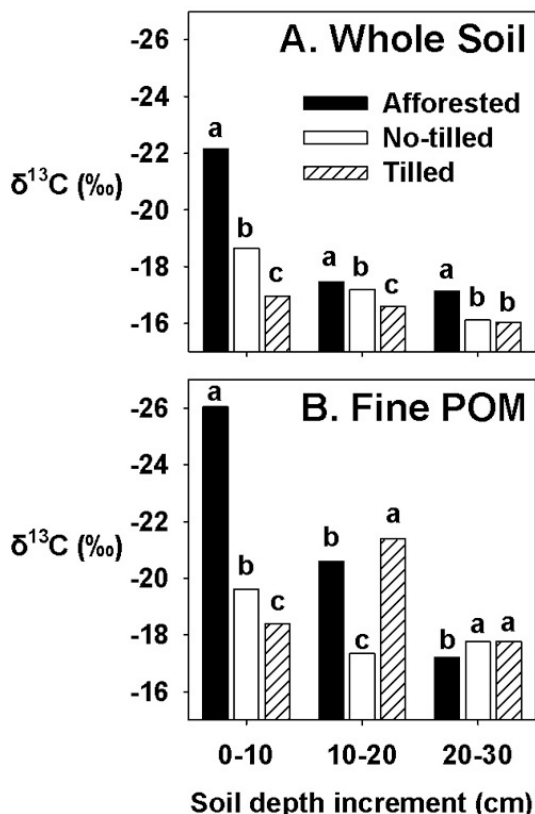 A. Whole Soil
Afforested
No-tilled
Tilled
δ¹³C (‰)
-26
-24
-22
-20
-18
-16
a
b
c
a
b
c
a
b
b
B. Fine POM
δ¹³C (‰)
-26
-24
-22
-20
-18
-16
a
b
c
b
c
a
b
a
a
0-10
10-20
20-30
Soil depth increment (cm)